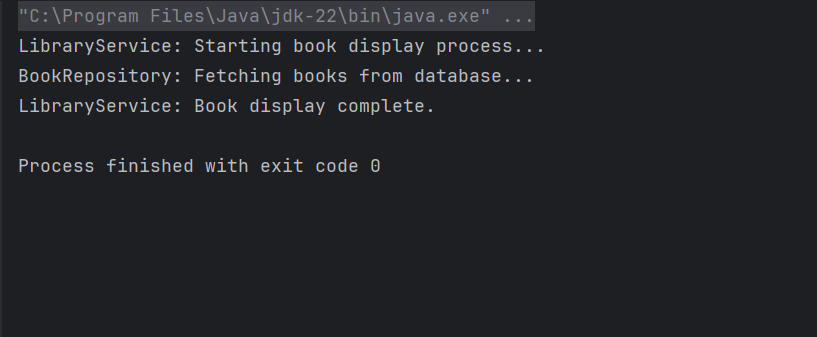 "C:\Program Files\Java\jdk-22\bin\java.exe" ...
LibraryService: Starting book display process...
BookRepository: Fetching books from database...
LibraryService: Book display complete.
Process finished with exit code 0